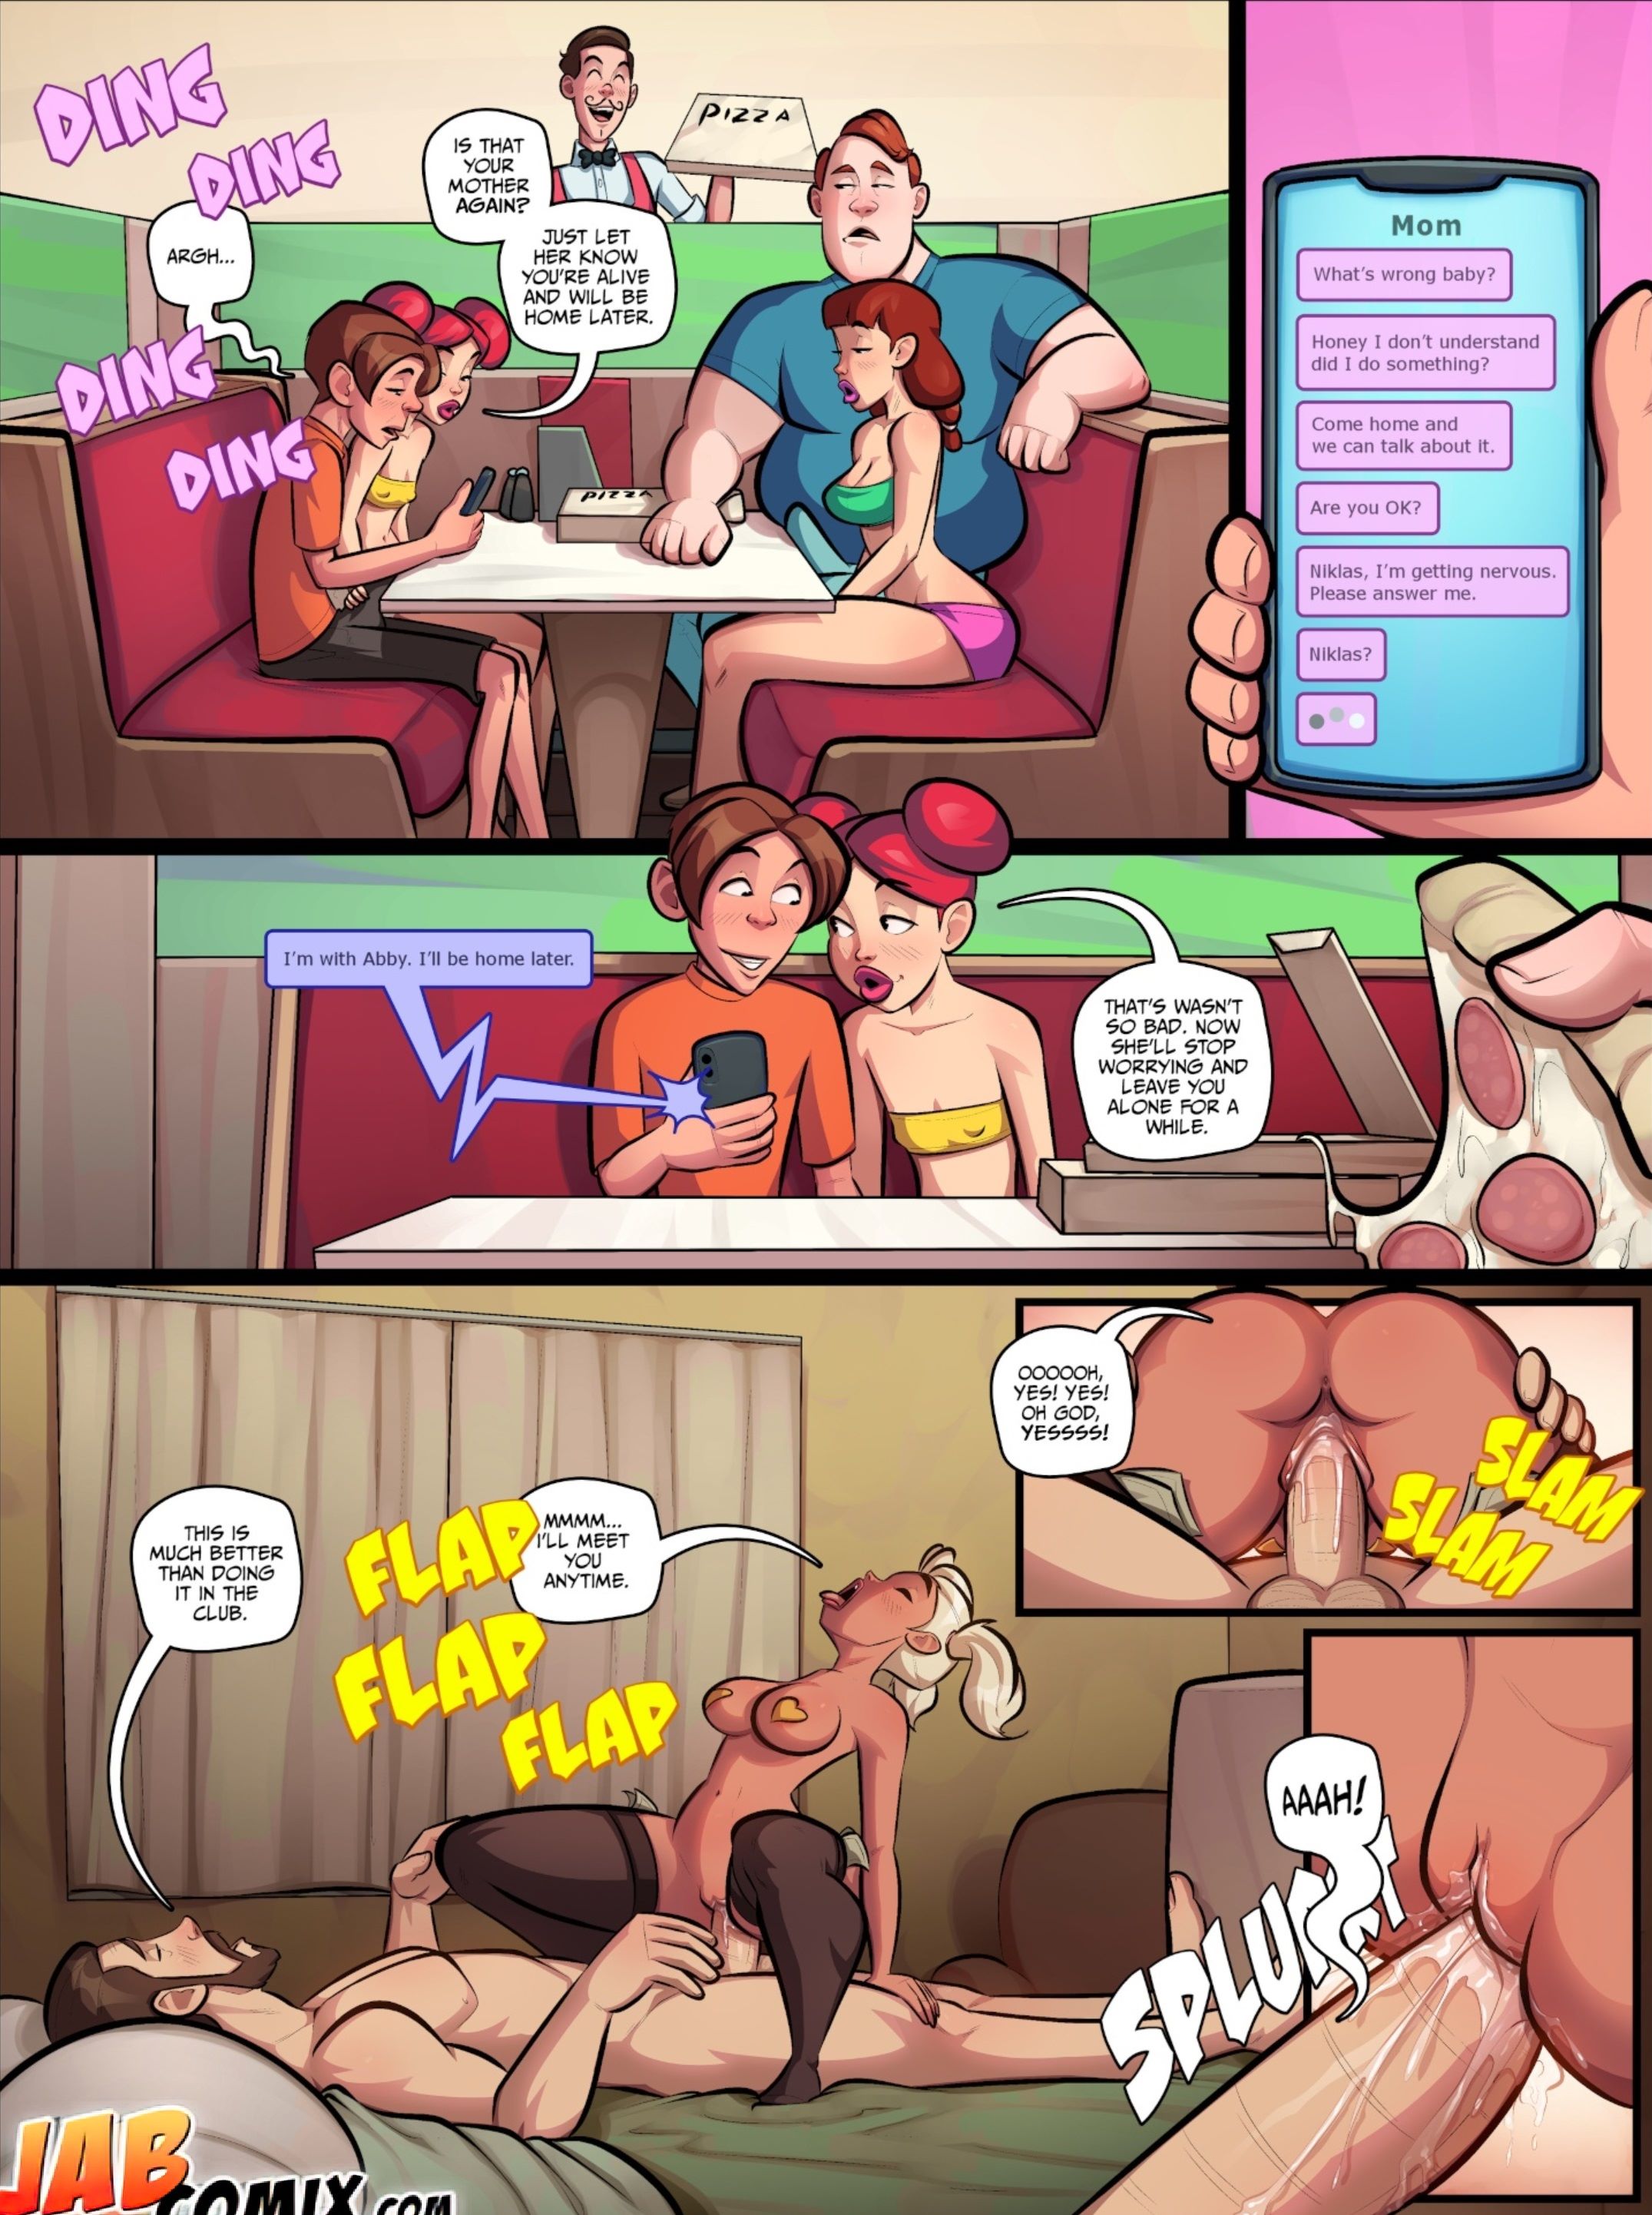 DING
DING
ARGH...
DING
DING
IS THAT
YOUR
MOTHER
AGAIN?
JUST LET
HER KNOW
YOU'RE ALIVE
AND WILL BE
HOME LATER.
PIZZA
PIZZA
Mom
What's wrong baby?
Honey I don't understand
did I do something?
Come home and
we can talk about it.
Are you OK?
Niklas, I'm getting nervous.
Please answer me.
Niklas?
I'm with Abby. I'll be home later.
THAT'S WASN'T
SO BAD. NOW
SHE'LL STOP
WORRYING AND
LEAVE YOU
ALONE FOR A
WHILE.
THIS IS
MUCH BETTER
THAN DOING
IT IN THE
CLUB.
FLAP
FLAP
FLAP
MMMM...
I'LL MEET
YOU
ANYTIME.
OOOOOH,
YES! YES!
OH GOD,
YESSSS!
SLAM
SLAM
AAAH!
JAB
COMIX.COM